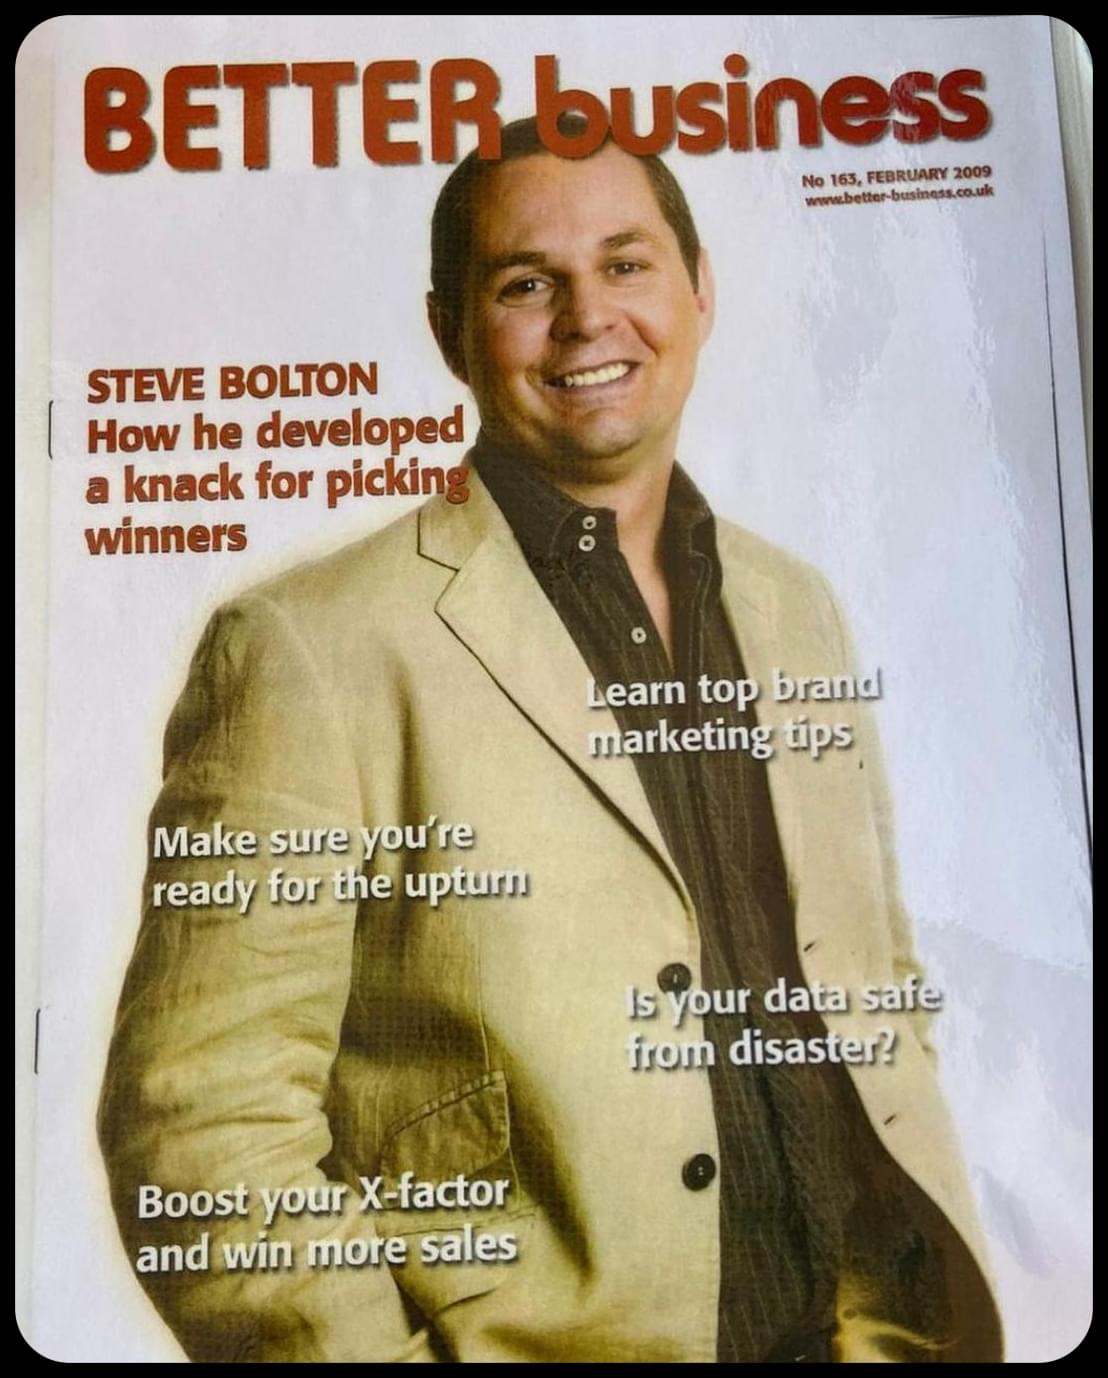 BETTER business
No 163, FEBRUARY 2009
www.better-business.co.uk
STEVE BOLTON
How he developed
a knack for picking
winners
Learn top brand
marketing tips
Make sure you're
ready for the upturn
Is your data safe
from disaster?
Boost your X-factor
and win more sales